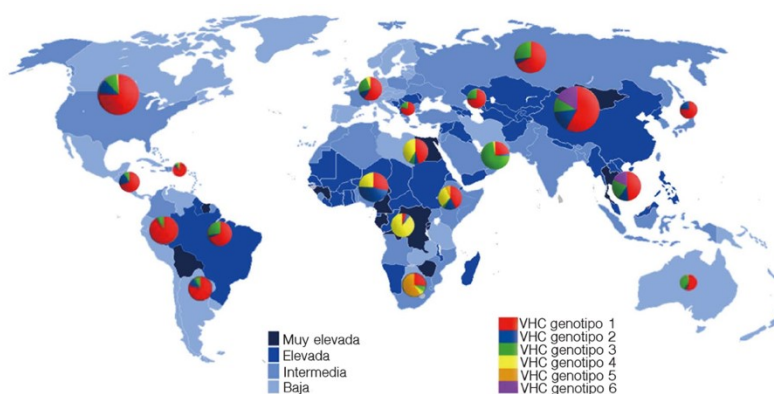 Muy elevada
Elevada
Intermedia
Baja
VHC genotipo 1
VHC genotipo 2
VHC genotipo 3
VHC genotipo 4
VHC genotipo 5
VHC genotipo 6